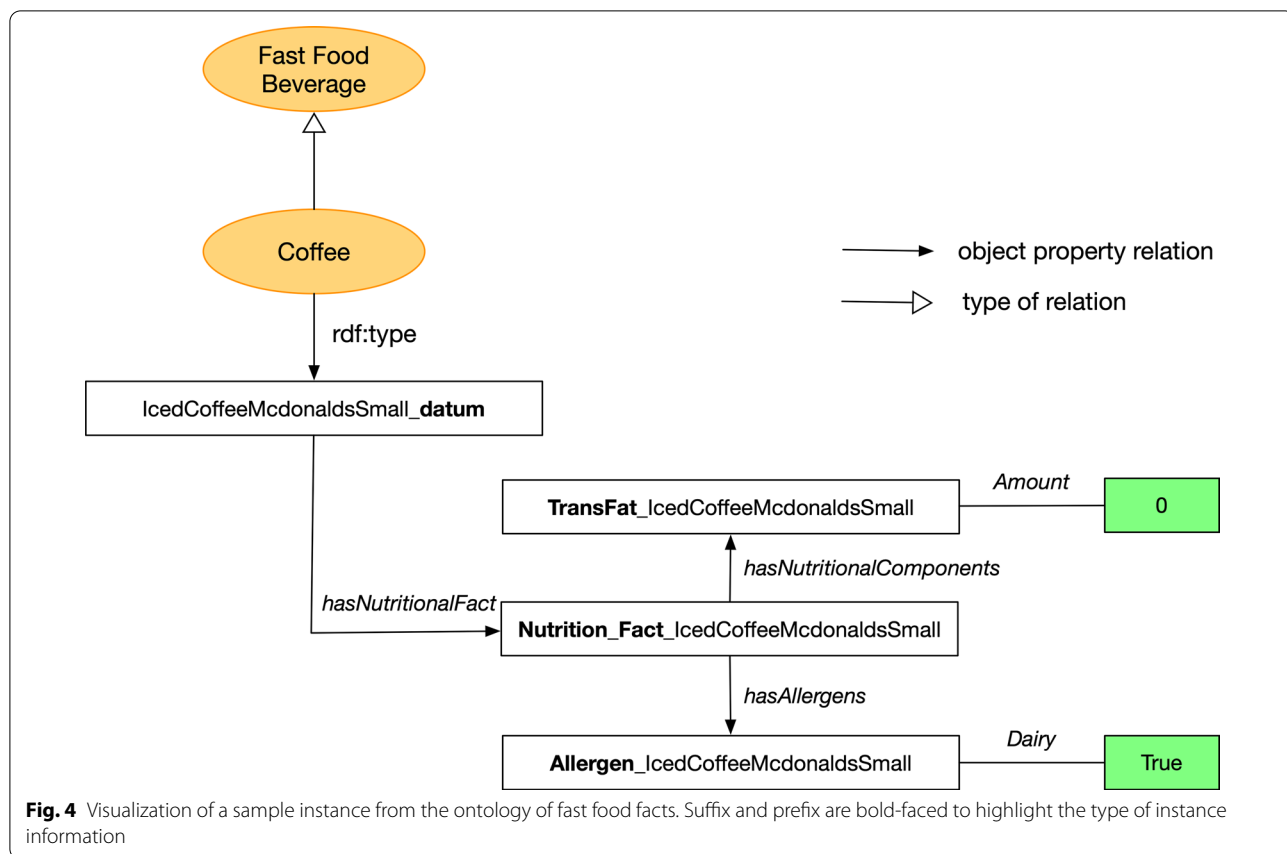 Fast Food
Beverage
Coffee
object property relation
type of relation
rdf:type
IcedCoffeeMcdonaldsSmall_datum
TransFat_IcedCoffeeMcdonaldsSmall
Amount
0
hasNutritionalComponents
hasNutritionalFact
Nutrition_Fact_IcedCoffeeMcdonaldsSmall
hasAllergens
Allergen_IcedCoffeeMcdonaldsSmall
Dairy
True
Fig. 4 Visualization of a sample instance from the ontology of fast food facts. Suffix and prefix are bold-faced to highlight the type of instance
information